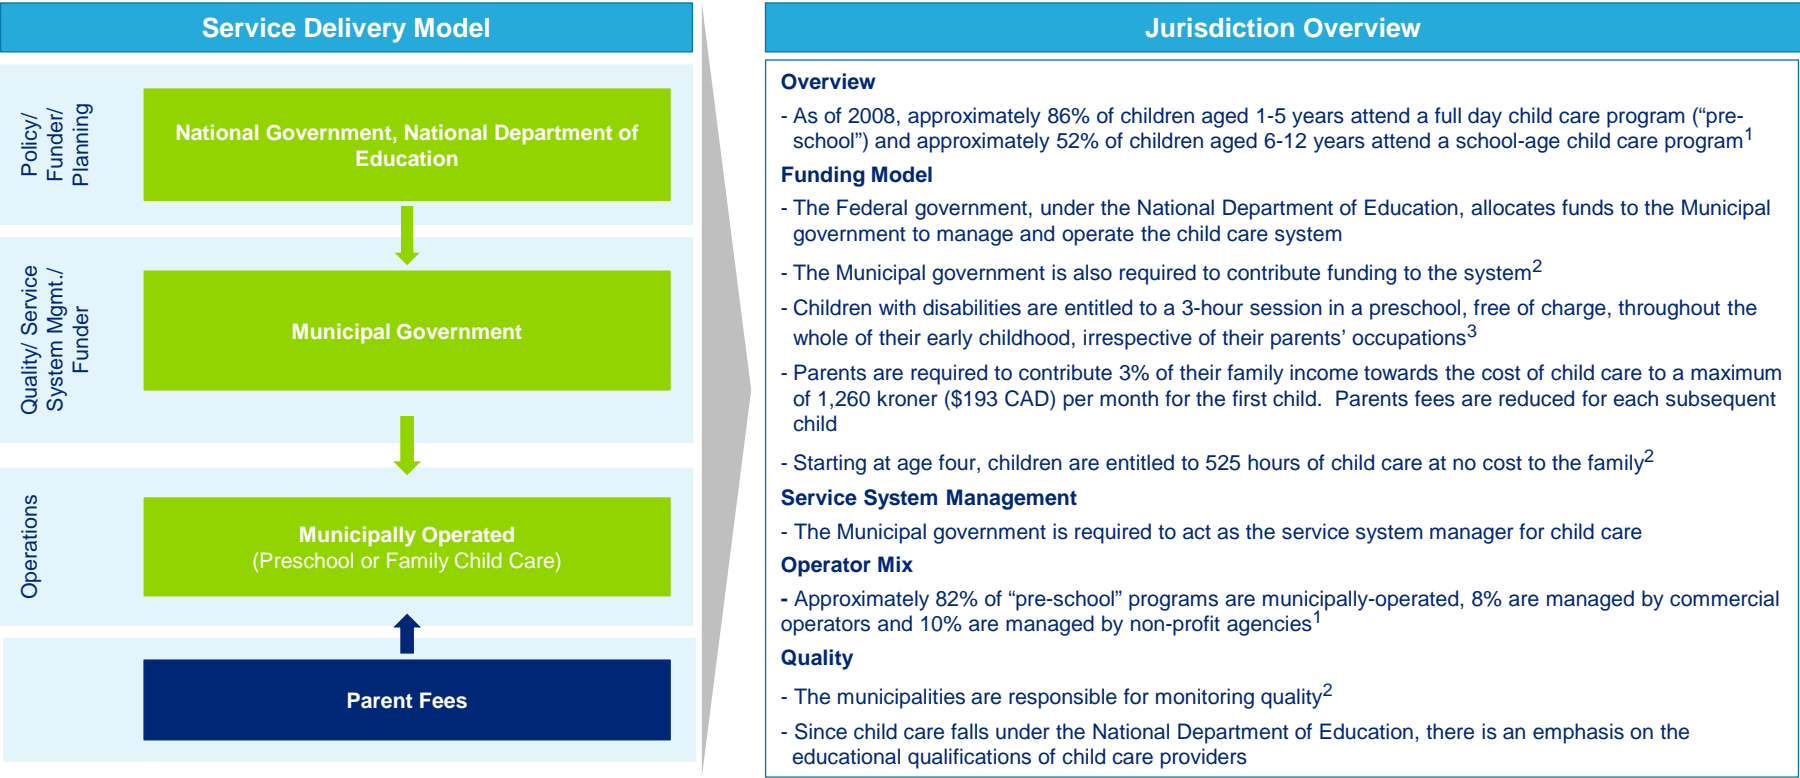 Service Delivery Model
Policy/
Funder/
Planning
National Government, National Department of
Education
Quality/ Service
System Mgmt./
Funder
Municipal Government
Operations
Municipally Operated
(Preschool or Family Child Care)
Parent Fees
Jurisdiction Overview
Overview
- As of 2008, approximately 86% of children aged 1-5 years attend a full day child care program (“pre-
school”) and approximately 52% of children aged 6-12 years attend a school-age child care program1
Funding Model
- The Federal government, under the National Department of Education, allocates funds to the Municipal
government to manage and operate the child care system
- The Municipal government is also required to contribute funding to the system2
- Children with disabilities are entitled to a 3-hour session in a preschool, free of charge, throughout the
whole of their early childhood, irrespective of their parents’ occupations3
- Parents are required to contribute 3% of their family income towards the cost of child care to a maximum
of 1,260 kroner ($193 CAD) per month for the first child.  Parents fees are reduced for each subsequent
child
- Starting at age four, children are entitled to 525 hours of child care at no cost to the family2
Service System Management
- The Municipal government is required to act as the service system manager for child care
Operator Mix
- Approximately 82% of “pre-school” programs are municipally-operated, 8% are managed by commercial
operators and 10% are managed by non-profit agencies1
Quality
- The municipalities are responsible for monitoring quality2
- Since child care falls under the National Department of Education, there is an emphasis on the
educational qualifications of child care providers